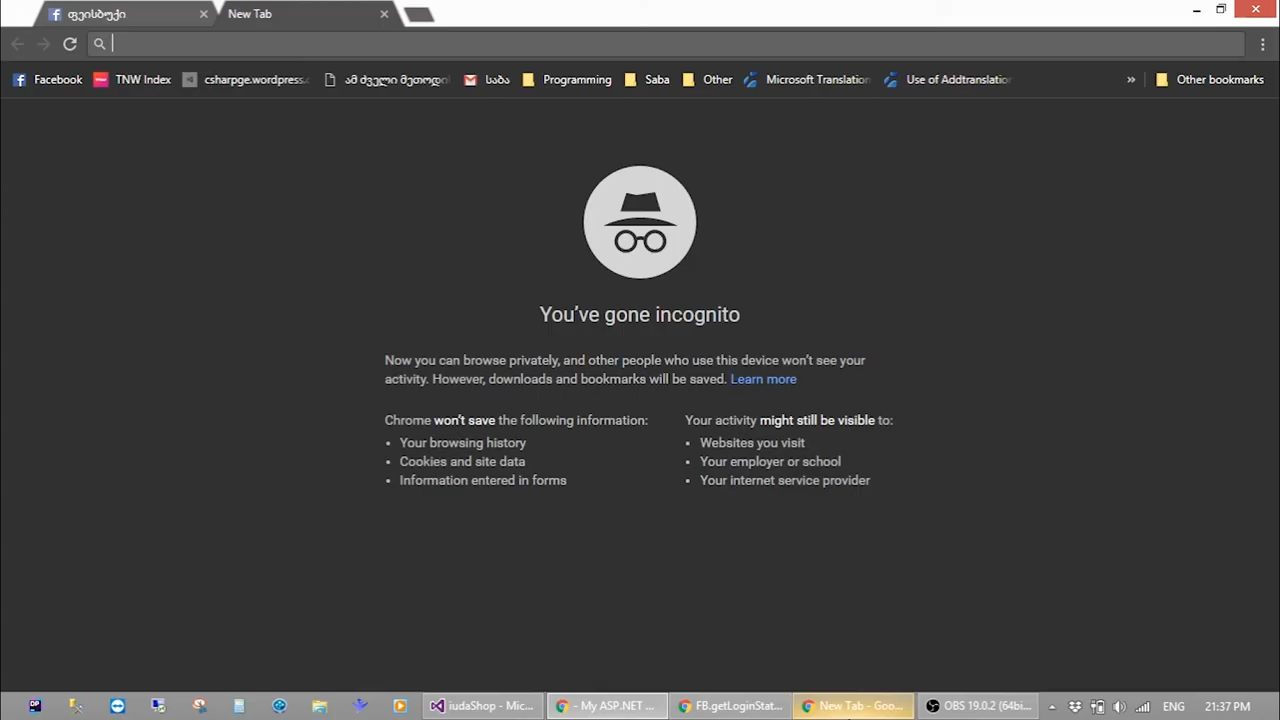 ფეისბუქი
New Tab
Facebook
TNW Index
csharpge.wordpress.c
ამ ძველი მეთოდი
საბა
Programming
Saba
Other
Microsoft Translation
Use of Addtranslatio
»
Other bookmarks
You've gone incognito
Now you can browse privately, and other people who use this device won't see your
activity. However, downloads and bookmarks will be saved. Learn more
Chrome won't save the following information:
• Your browsing history
• Cookies and site data
• Information entered in forms
Your activity might still be visible to:
• Websites you visit
• Your employer or school
• Your internet service provider
DP
iudaShop - Mic...
- My ASP.NET ...
FB.getLoginStat...
New Tab - Goo...
OBS 19.0.2 (64bi...
ENG
21:37 PM